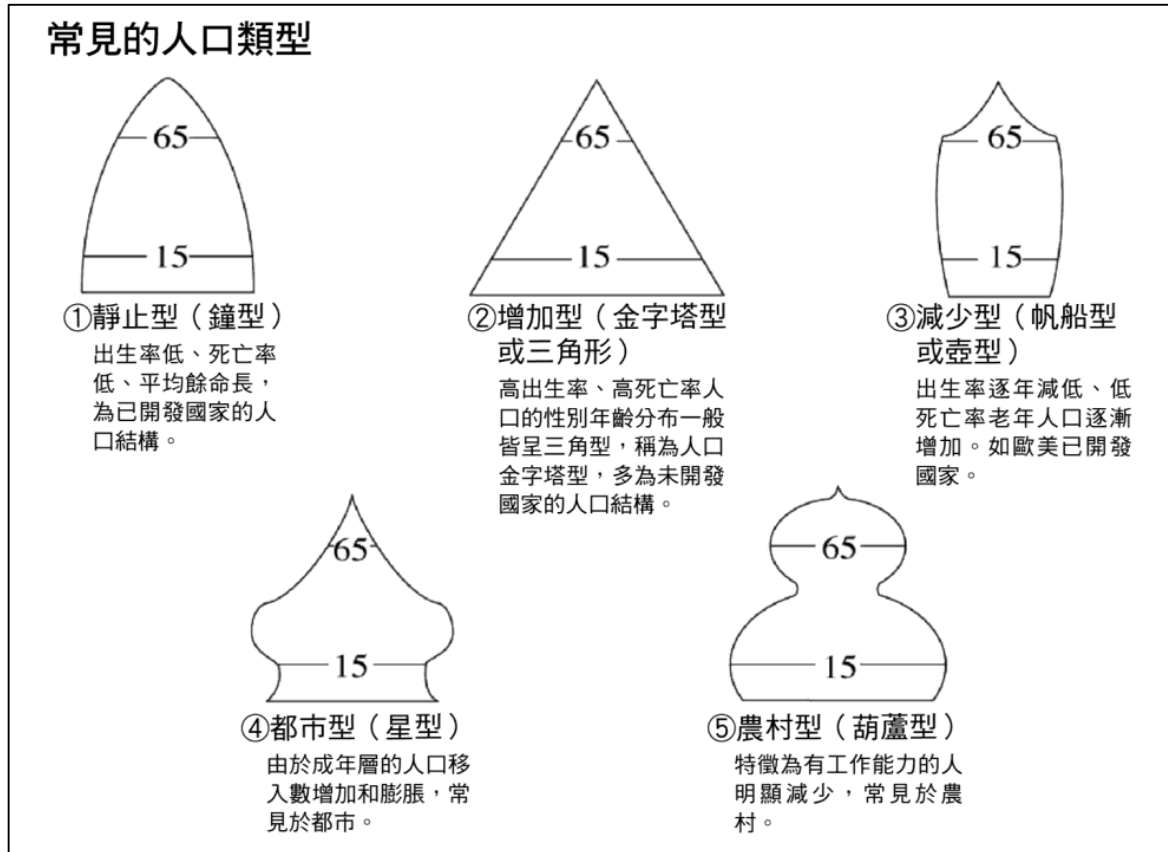 常見的人口類型
65
15
①靜止型（鐘型）
出生率低、死亡率
低、平均餘命長，
為已開發國家的人
口結構。
65
15
②增加型（金字塔型
或三角形）
高出生率、高死亡率人
口的性別年齡分布一般
皆呈三角型，稱為人口
金字塔型，多為未開發
國家的人口結構。
65
15
③減少型（帆船型
或壺型）
出生率逐年減低、低
死亡率老年人口逐漸
增加。如歐美已開發
國家。
65
15
④都市型（星型）
由於成年層的人口移
入數增加和膨脹，常
見於都市。
65
15
⑤農村型（葫蘆型）
特徵為有工作能力的人
明顯減少，常見於農
村。